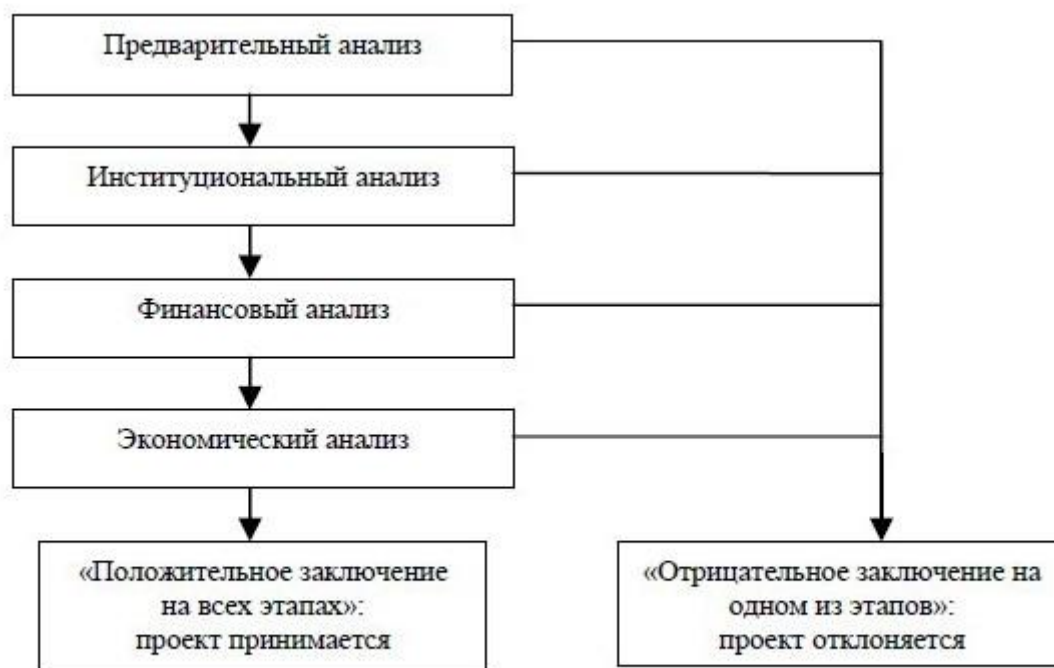 Предварительный анализ
Институциональный анализ
Финансовый анализ
Экономический анализ
«Положительное заключение
на всех этапах»:
проект принимается
«Отрицательное заключение на
одном из этапов»:
проект отклоняется